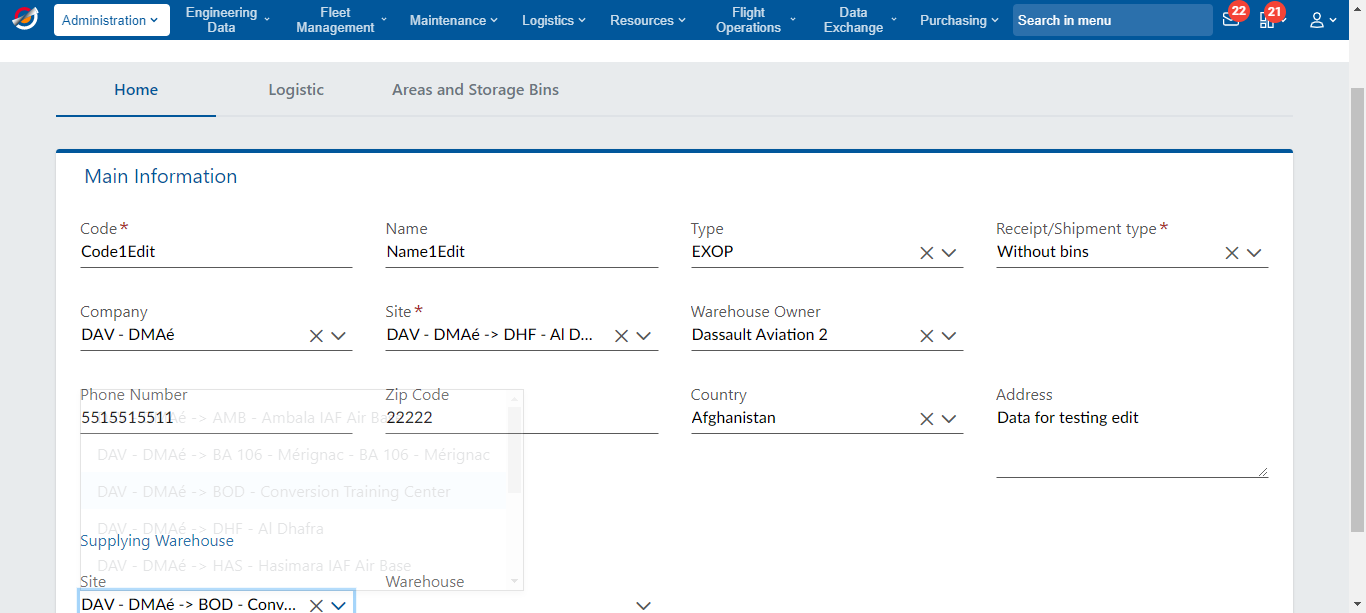 Administration
Engineering Data
Fleet Management
Maintenance
Logistics
Resources
Flight Operations
Data Exchange
Purchasing
Search in menu
22
21
Home
Logistic
Areas and Storage Bins
Main Information
Code*
Name
Type
Receipt/Shipment type*
Code1Edit
Name1Edit
EXOP
Without bins
Company
Site*
Warehouse Owner
DAV - DMAé
DAV - DMAé -> DHF - Al D...
Dassault Aviation 2
Phone Number
Zip Code
Country
Address
5515515511
22222
Afghanistan
Data for testing edit
DAV - DMAé -> AMB - Ambala IAF Air Base
DAV - DMAé -> BA 106 - Mérignac - BA 106 - Mérignac
DAV - DMAé -> BOD - Conversion Training Center
DAV - DMAé -> DHF - Al Dhafra
Supplying Warehouse
DAV - DMAé -> HAS - Hasimara IAF Air Base
Site
Warehouse
DAV - DMAé -> BOD - Conv...